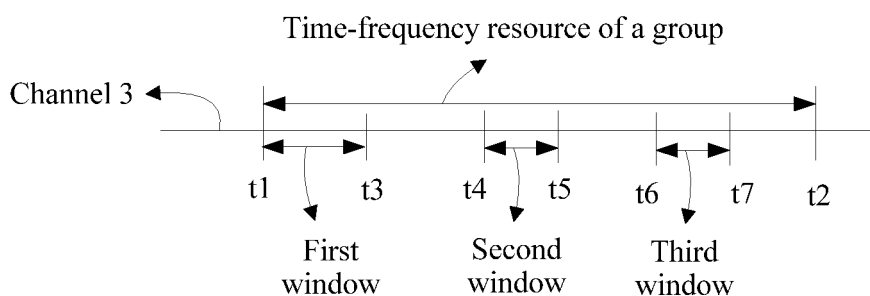 Time-frequency resource of a group
Channel 3
t1
t3
t4
t5
t6
t7
t2
First
window
Second
window
Third
window